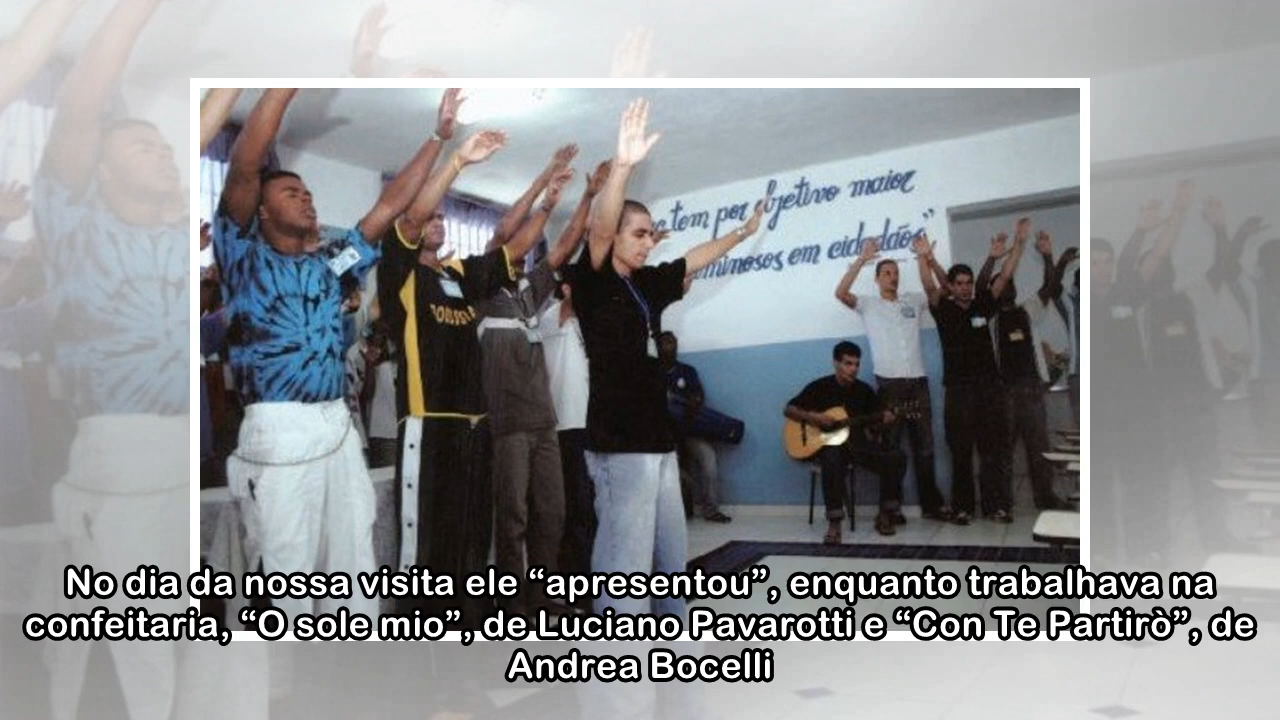 tem por objetivo maior
em cidadãos”
No dia da nossa visita ele “apresentou”, enquanto trabalhava na
confeitaria, “O sole mio”, de Luciano Pavarotti e “Con Te Partirò”, de
Andrea Bocelli